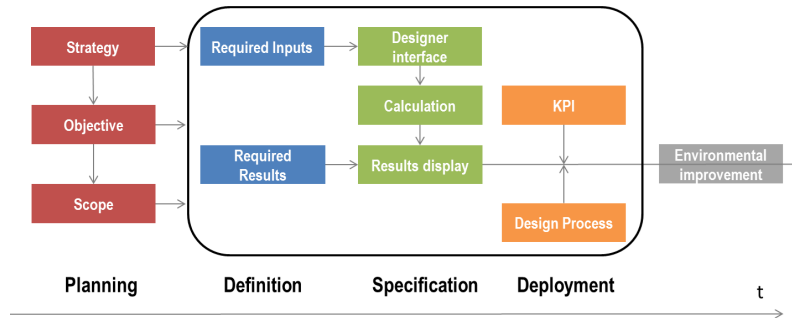 Strategy
Required Inputs
Designer
interface
Objective
Calculation
KPI
Required
Results
Results display
Environmental
improvement
Scope
Design Process
Planning
Definition
Specification
Deployment
t